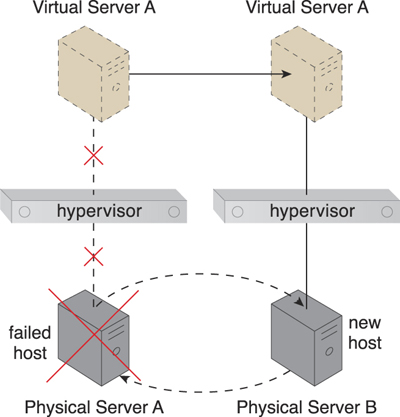 Virtual Server A
Virtual Server A
hypervisor
hypervisor
failed
host
new
host
Physical Server A
Physical Server B